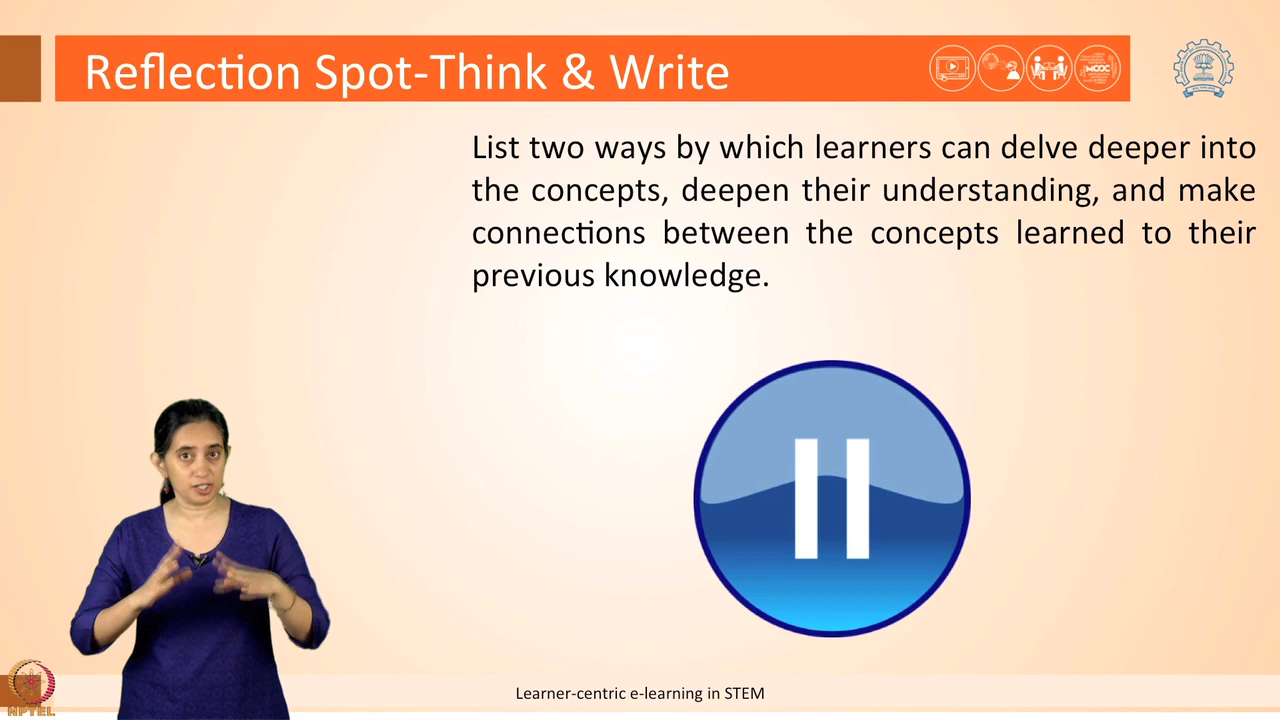 Reflection Spot-Think & Write
MOOC
List two ways by which learners can delve deeper into
the concepts, deepen their understanding, and make
connections between the concepts learned to their
previous knowledge.
Learner-centric e-learning in STEM
NPTEL